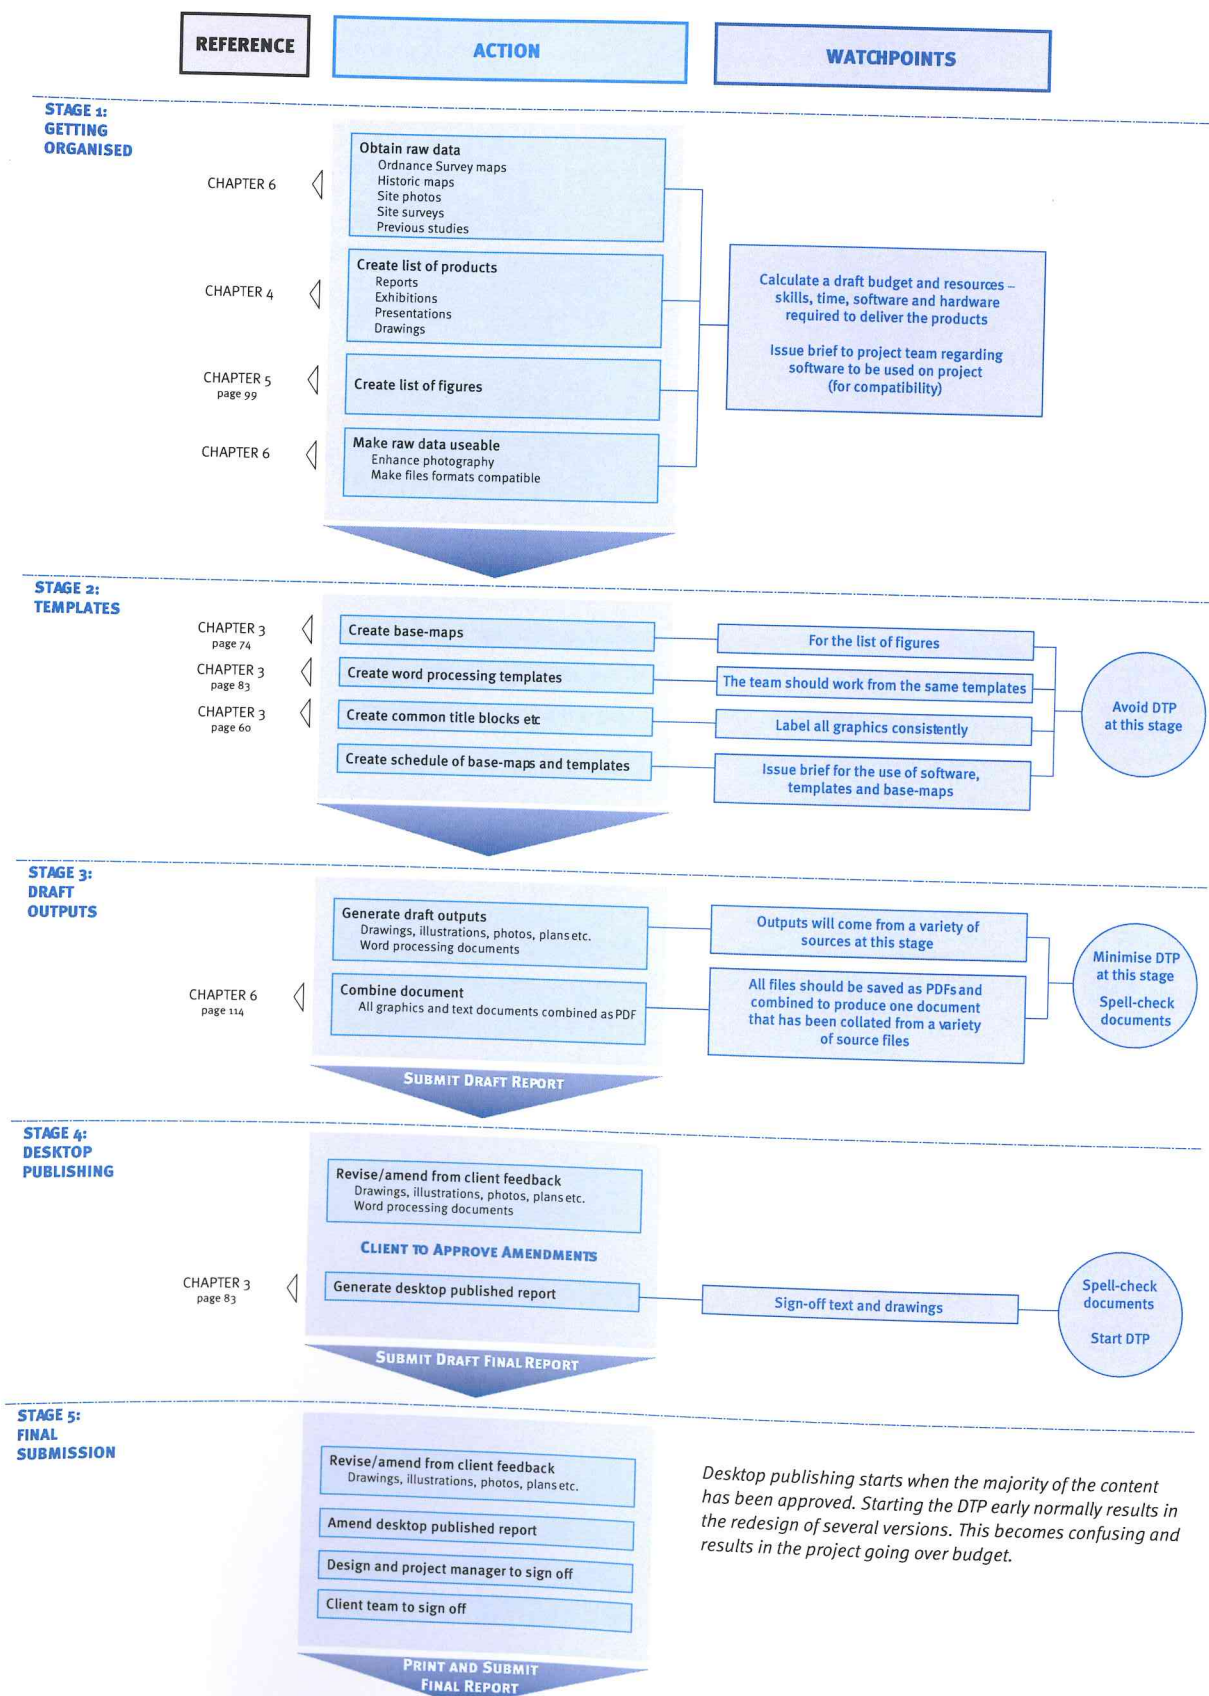 REFERENCE
ACTION
WATCHPOINTS
STAGE 1:
GETTING
ORGANISED
CHAPTER 6
Obtain raw data
Ordnance Survey maps
Historic maps
Site photos
Site surveys
Previous studies
CHAPTER 4
Create list of products
Reports
Exhibitions
Presentations
Drawings
CHAPTER 5
page 99
Create list of figures
CHAPTER 6
Make raw data useable
Enhance photography
Make files formats compatible
Calculate a draft budget and resources –
skills, time, software and hardware
required to deliver the products
Issue brief to project team regarding
software to be used on project
(for compatibility)
STAGE 2:
TEMPLATES
CHAPTER 3
page 74
Create base-maps
For the list of figures
CHAPTER 3
page 83
Create word processing templates
The team should work from the same templates
CHAPTER 3
page 60
Create common title blocks etc
Label all graphics consistently
Create schedule of base-maps and templates
Issue brief for the use of software,
templates and base-maps
Avoid DTP
at this stage
STAGE 3:
DRAFT
OUTPUTS
Generate draft outputs
Drawings, illustrations, photos, plans etc.
Word processing documents
Outputs will come from a variety of
sources at this stage
CHAPTER 6
page 114
Combine document
All graphics and text documents combined as PDF
All files should be saved as PDFs and
combined to produce one document
that has been collated from a variety
of source files
Minimise DTP
at this stage
Spell-check
documents
SUBMIT DRAFT REPORT
STAGE 4:
DESKTOP
PUBLISHING
Revise/amend from client feedback
Drawings, illustrations, photos, plans etc.
Word processing documents
CLIENT TO APPROVE AMENDMENTS
CHAPTER 3
page 83
Generate desktop published report
Sign-off text and drawings
Spell-check
documents
Start DTP
SUBMIT DRAFT FINAL REPORT
STAGE 5:
FINAL
SUBMISSION
Revise/amend from client feedback
Drawings, illustrations, photos, plans etc.
Amend desktop published report
Design and project manager to sign off
Client team to sign off
Desktop publishing starts when the majority of the content
has been approved. Starting the DTP early normally results in
the redesign of several versions. This becomes confusing and
results in the project going over budget.
PRINT AND SUBMIT
FINAL REPORT